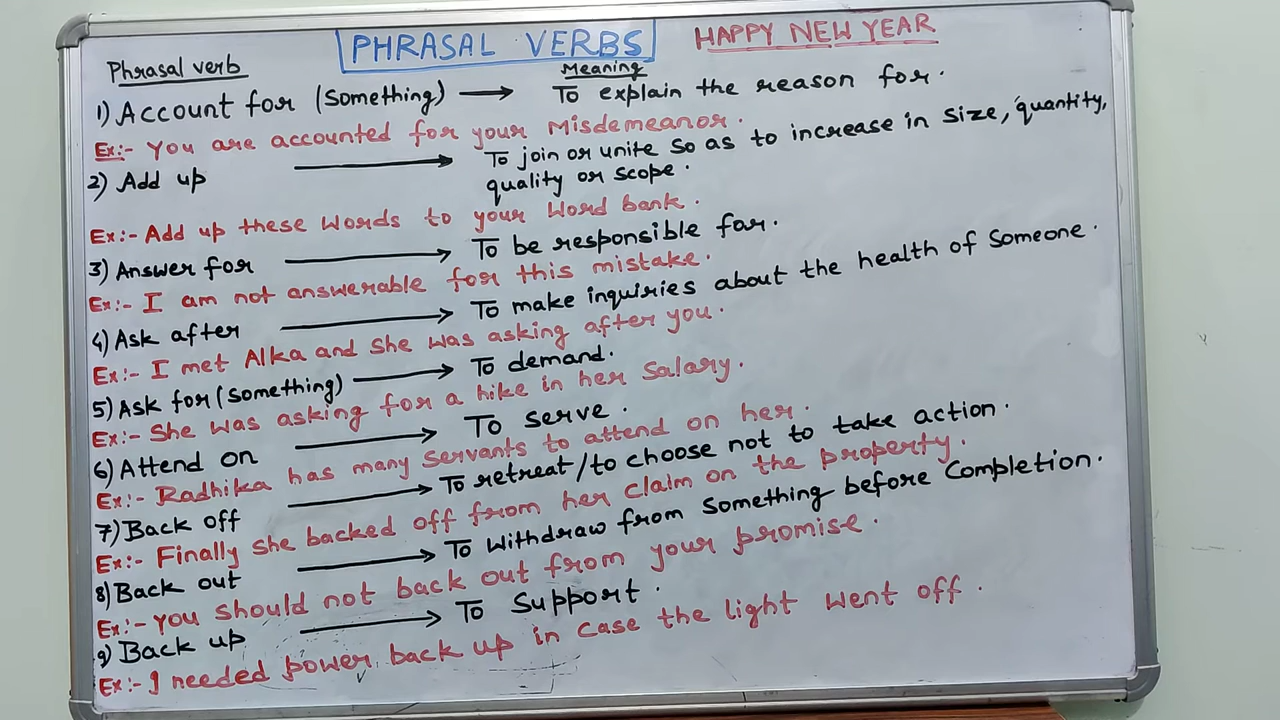 PHRASAL VERBS HAPPY NEW YEAR
Phrasal verb Meaning
1) Account for (Something) → To explain the reason for.
Ex:- You are accounted for your Misdemeanor.
2) Add up → To join or unite so as to increase in size, quantity,
quality or scope.
Ex:- Add up these words to your word bank.
3) Answer for → To be responsible for.
Ex:- I am not answerable for this mistake.
4) Ask after → To make inquiries about the health of Someone.
Ex:- I met Alka and She was asking after you.
5) Ask for (Something) → To demand.
Ex:- She was asking for a hike in her Salary.
6) Attend on → To serve.
Ex:- Radhika has many Servants to attend on her.
7) Back off → To retreat/to choose not to take action.
Ex:- Finally she backed off from her claim on the property.
8) Back out → To withdraw from Something before Completion.
Ex:- You should not back out from your promise.
9) Back up → To Support.
Ex:- I needed power back up in case the light went off.